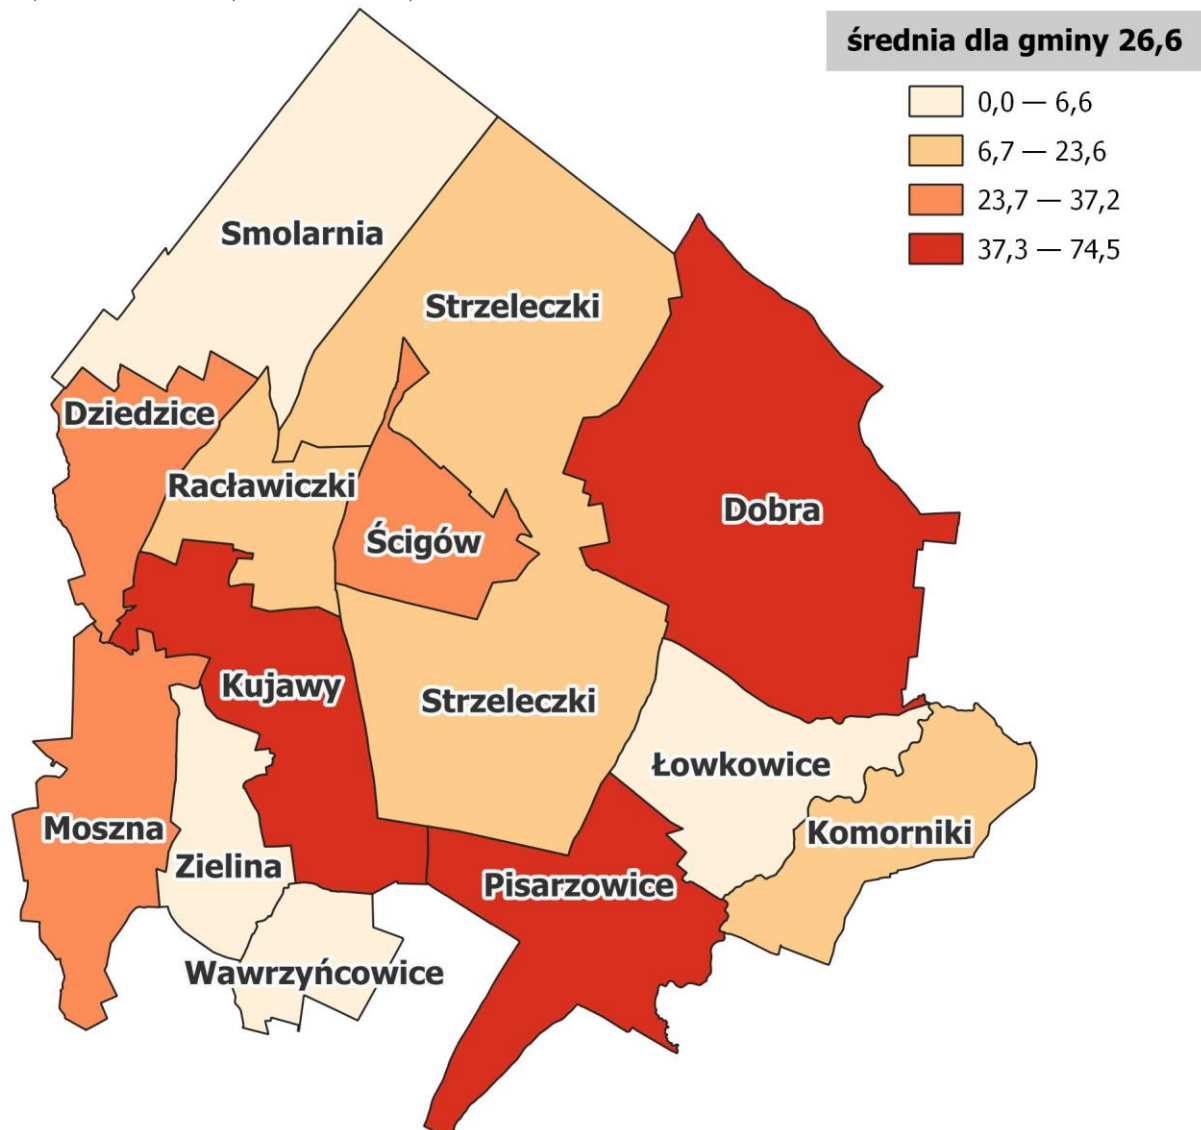 średnia dla gminy 26,6
0,0 — 6,6
6,7 — 23,6
23,7 — 37,2
37,3 — 74,5
Smolarnia
Strzeleczki
Dziedzice
Racławiczki
Dobra
Ścigów
Kujawy
Strzeleczki
Łowkowice
Moszna
Komorniki
Zielina
Pisarzowice
Wawrzyńcowice